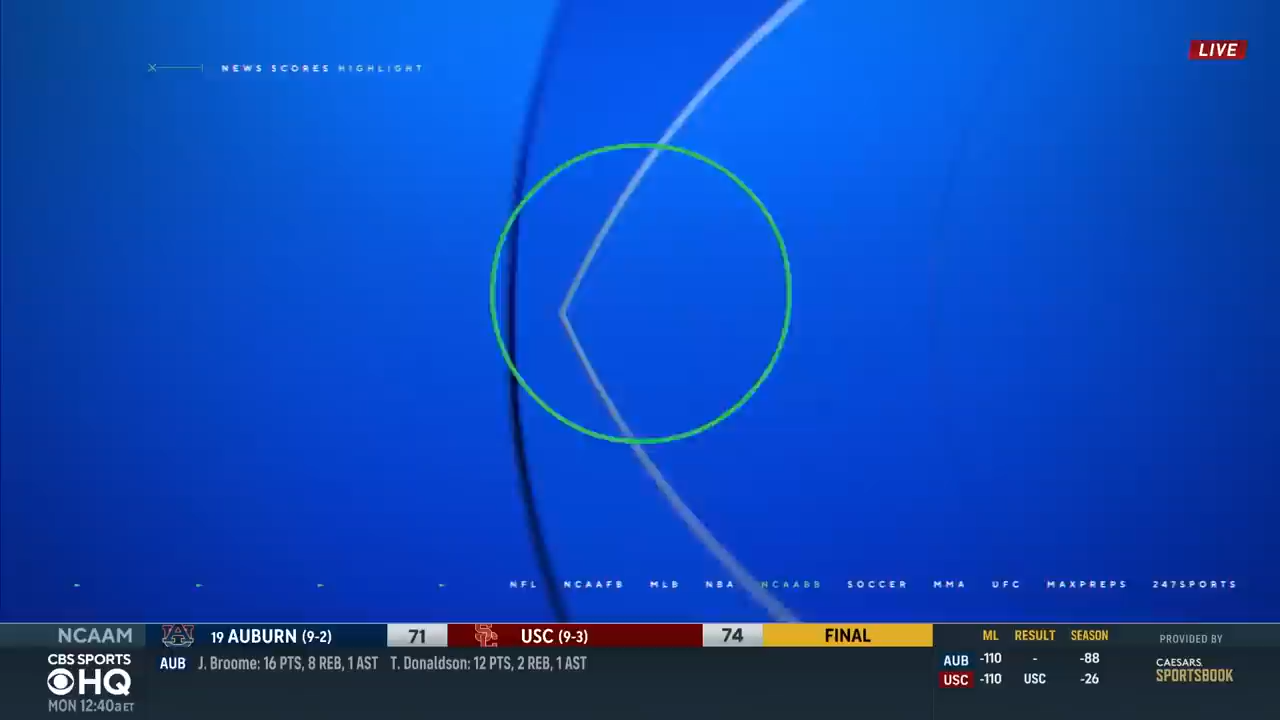 LIVE
NEWS SCORES HIGHLIGHT
NFL NCAAFB MLB NBA NCAABB SOCCER MMA UFC MAXPREPS 247SPORTS
NCAAM 19 AUBURN (9-2) 71 USC (9-3) 74 FINAL
AUB J. Broome: 16 PTS, 8 REB, 1 AST T. Donaldson: 12 PTS, 2 REB, 1 AST
CBS SPORTS
HQ
MON 12:40a ET
ML RESULT SEASON
AUB -110 - -88
USC -110 USC -26
PROVIDED BY
CAESARS
SPORTSBOOK